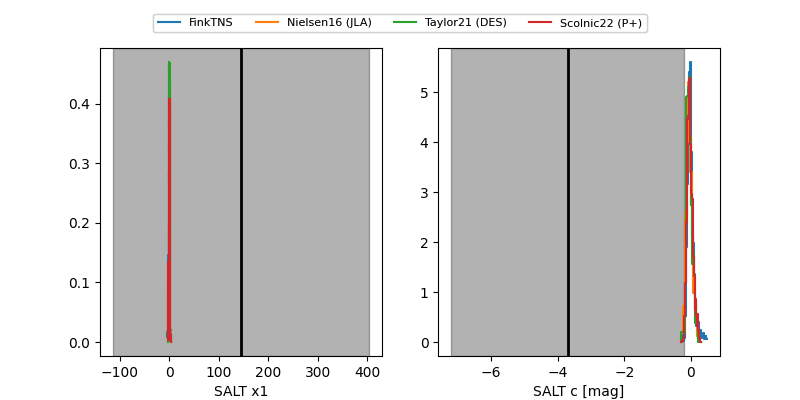 FinkTNS Nielsen16 (JLA) Taylor21 (DES) Scolnic22 (P+)
0.4
0.3
0.2
0.1
0.0
−100 0 100 200 300 400
SALT x1
5
4
3
2
1
0
−6 −4 −2 0
SALT c [mag]